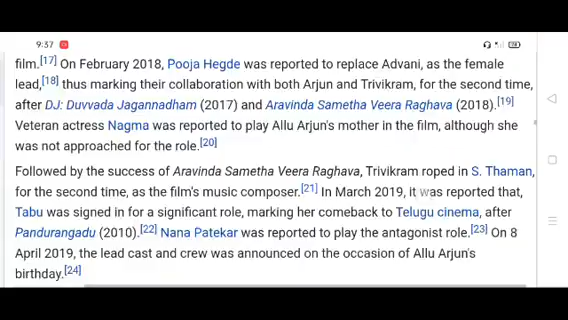 9:37
film.[17] On February 2018, Pooja Hegde was reported to replace Advani, as the female
lead,[18] thus marking their collaboration with both Arjun and Trivikram, for the second time,
after DJ: Duvvada Jagannadham (2017) and Aravinda Sametha Veera Raghava (2018).[19]
Veteran actress Nagma was reported to play Allu Arjun's mother in the film, although she
was not approached for the role.[20]
Followed by the success of Aravinda Sametha Veera Raghava, Trivikram roped in S. Thaman,
for the second time, as the film's music composer.[21] In March 2019, it was reported that,
Tabu was signed in for a significant role, marking her comeback to Telugu cinema, after
Pandurangadu (2010).[22] Nana Patekar was reported to play the antagonist role.[23] On 8
April 2019, the lead cast and crew was announced on the occasion of Allu Arjun's
birthday.[24]